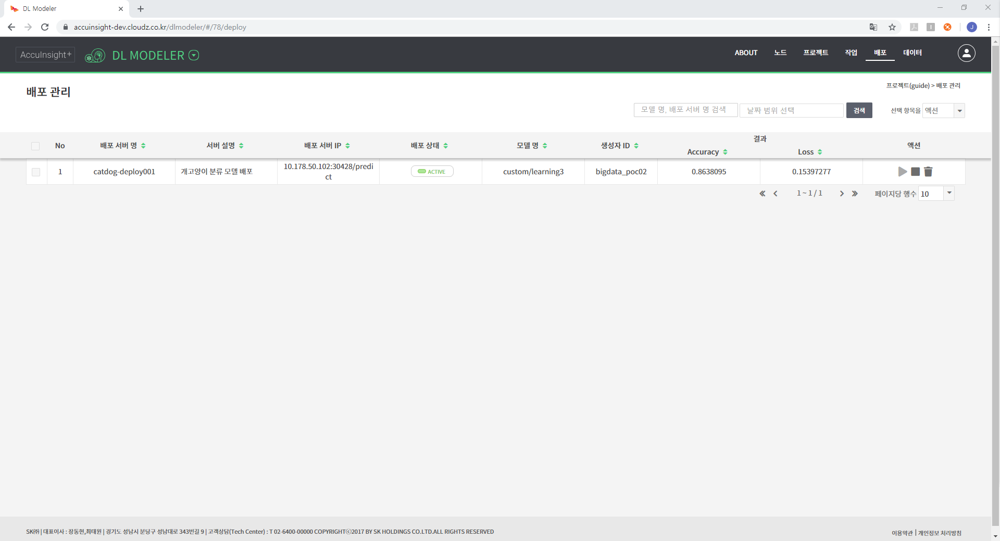 DL Modeler
accuinsight-dev.cloudz.co.kr/dlmodeler/#/78/deploy
J
AccuInsight+
DL MODELER
ABOUT 노드 프로젝트 작업 배포 데이터
배포 관리
프로젝트(guide) > 배포 관리
모델 명, 배포 서버 명 검색 날짜 범위 선택 검색 선택 항목을 액션
No 배포 서버 명 서버 설명 배포 서버 IP 배포 상태 모델 명 생성자 ID 결과 액션
Accuracy Loss
1 catdog-deploy001 개고양이 분류 모델 배포 10.178.50.102:30428/predi ACTIVE custom/learning3 bigdata_poc02 0.8638095 0.15397277
ct
1 ~ 1 / 1 페이지당 행수 10
SK㈜ | 대표이사 : 장동현,최태원 | 경기도 성남시 분당구 성남대로 343번길 9 | 고객상담(Tech Center) : T 02-6400-00000 COPYRIGHTⓒ2017 BY SK HOLDINGS CO.LTD.ALL RIGHTS RESERVED
이용약관 | 개인정보 처리방침